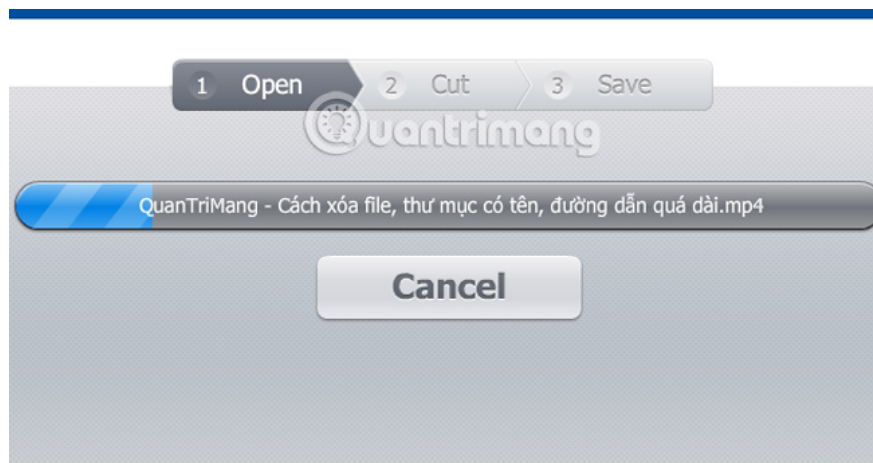 1 Open 2 Cut 3 Save
Quantrimang
QuanTriMang - Cách xóa file, thư mục có tên, đường dẫn quá dài.mp4
Cancel